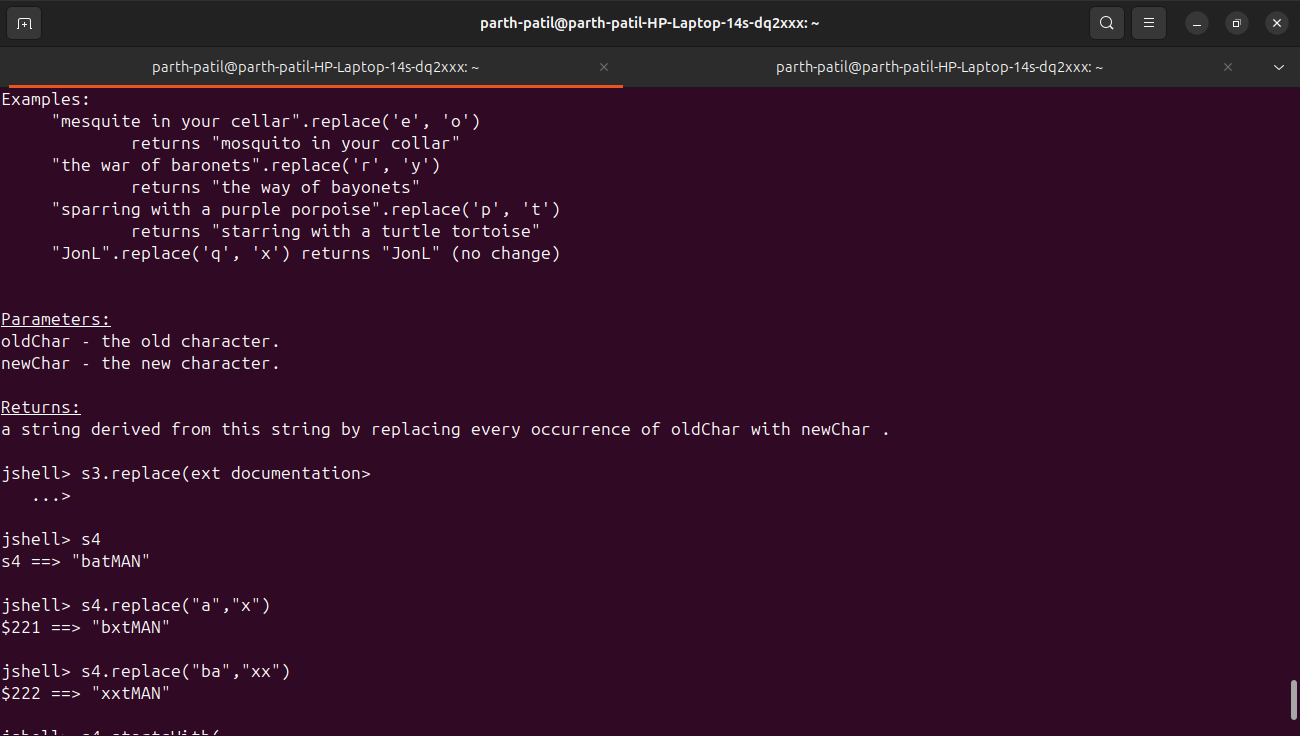 parth-patil@parth-patil-HP-Laptop-14s-dq2xxx: ~
parth-patil@parth-patil-HP-Laptop-14s-dq2xxx: ~
parth-patil@parth-patil-HP-Laptop-14s-dq2xxx: ~
Examples:
"mesquite in your cellar".replace('e', 'o')
returns "mosquito in your collar"
"the war of baronets".replace('r', 'y')
returns "the way of bayonets"
"sparring with a purple porpoise".replace('p', 't')
returns "starring with a turtle tortoise"
"JonL".replace('q', 'x') returns "JonL" (no change)
Parameters:
oldChar - the old character.
newChar - the new character.
Returns:
a string derived from this string by replacing every occurrence of oldChar with newChar .
jshell> s3.replace(ext documentation>
...>
jshell> s4
s4 ==> "batMAN"
jshell> s4.replace("a","x")
$221 ==> "bxtMAN"
jshell> s4.replace("ba","xx")
$222 ==> "xxtMAN"
jshell> s4.startsWith(